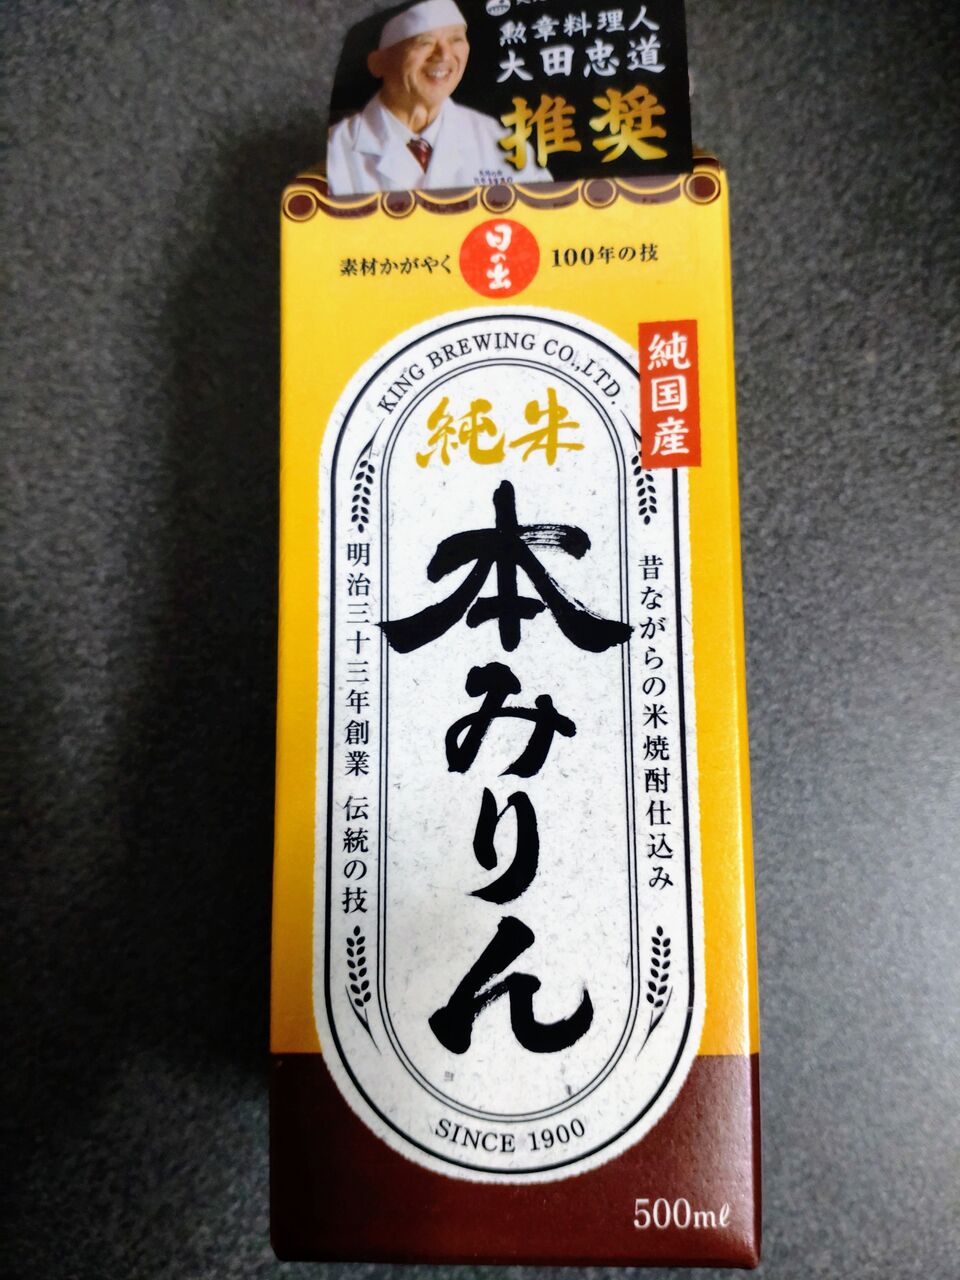 勲章料理人
大田忠道
推奨
素材かがやく
日の出
100年の技
KING BREWING CO.,LTD.
純国産
純米
本みりん
昔ながらの米焼酎仕込み
明治三十三年創業 伝統の技
SINCE 1900
500mℓ